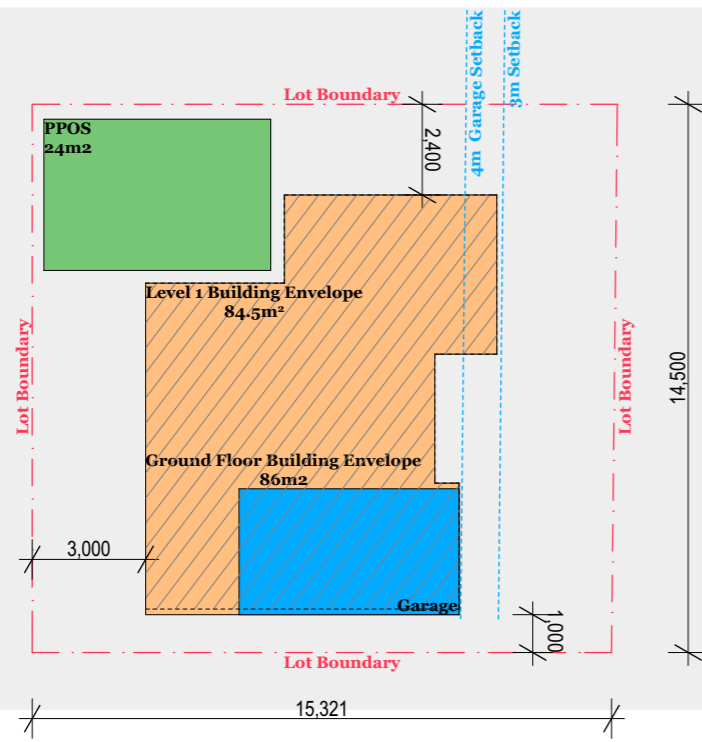 4m Garage Setback
3m Setback
Lot Boundary
PPOS
24m2
2,400
Level 1 Building Envelope
84.5m²
Lot Boundary
Lot Boundary
14,500
Ground Floor Building Envelope
86m2
3,000
Garage
1,000
Lot Boundary
15,321